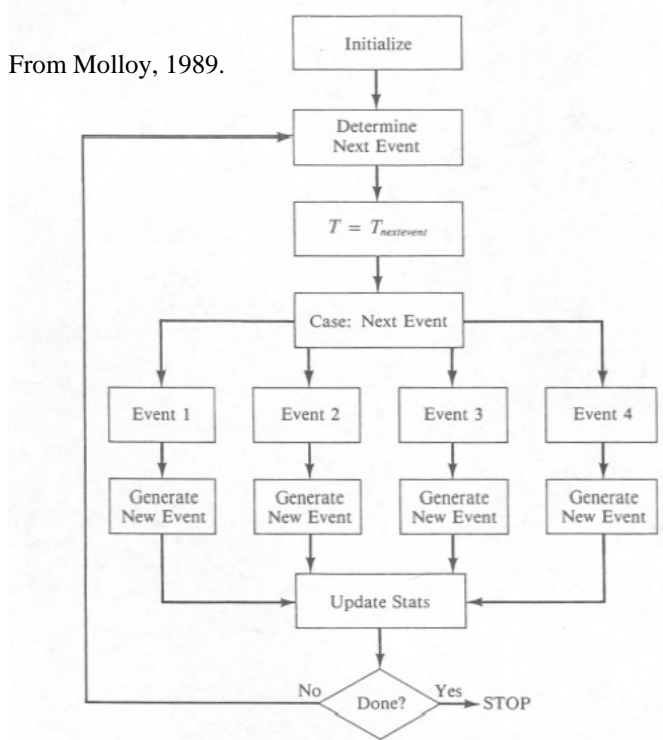 From Molloy, 1989.
Initialize
Determine
Next Event
T = Tnextevent
Case: Next Event
Event 1
Event 2
Event 3
Event 4
Generate
New Event
Generate
New Event
Generate
New Event
Generate
New Event
Update Stats
No
Done?
Yes
STOP